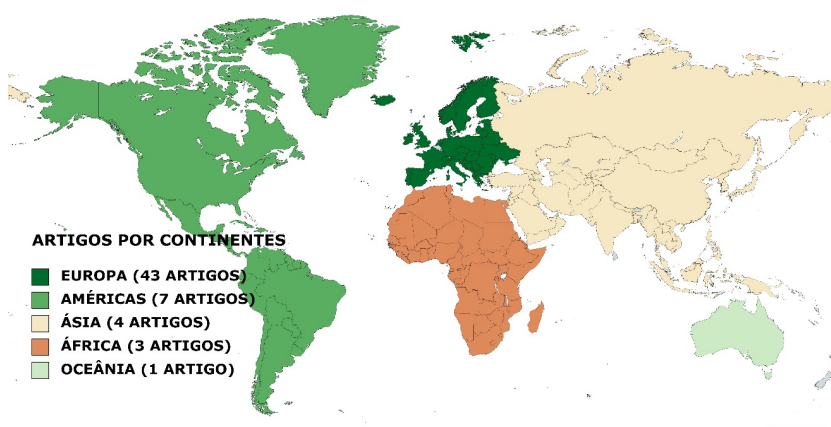 ARTIGOS POR CONTINENTES
EUROPA (43 ARTIGOS)
AMÉRICAS (7 ARTIGOS)
ÁSIA (4 ARTIGOS)
ÁFRICA (3 ARTIGOS)
OCEÂNIA (1 ARTIGO)